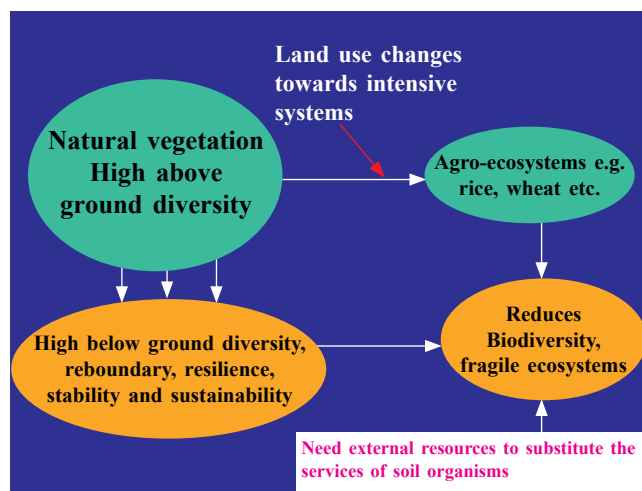 Land use changes
towards intensive
systems
Natural vegetation
High above
ground diversity
Agro-ecosystems e.g.
rice, wheat etc.
High below ground diversity,
reboundary, resilience,
stability and sustainability
Reduces
Biodiversity,
fragile ecosystems
Need external resources to substitute the
services of soil organisms